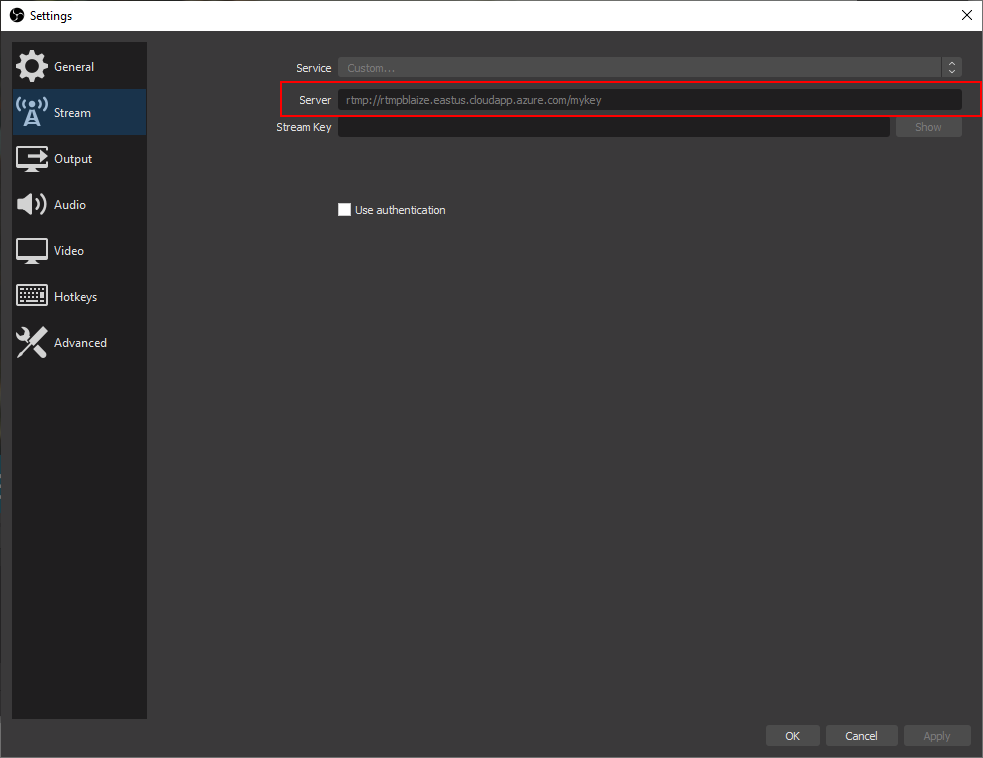 Settings
General
Stream
Output
Audio
Video
Hotkeys
Advanced
Service Custom...
Server rtmp://rtmpblaize.eastus.cloudapp.azure.com/mykey
Stream Key Show
Use authentication
OK Cancel Apply